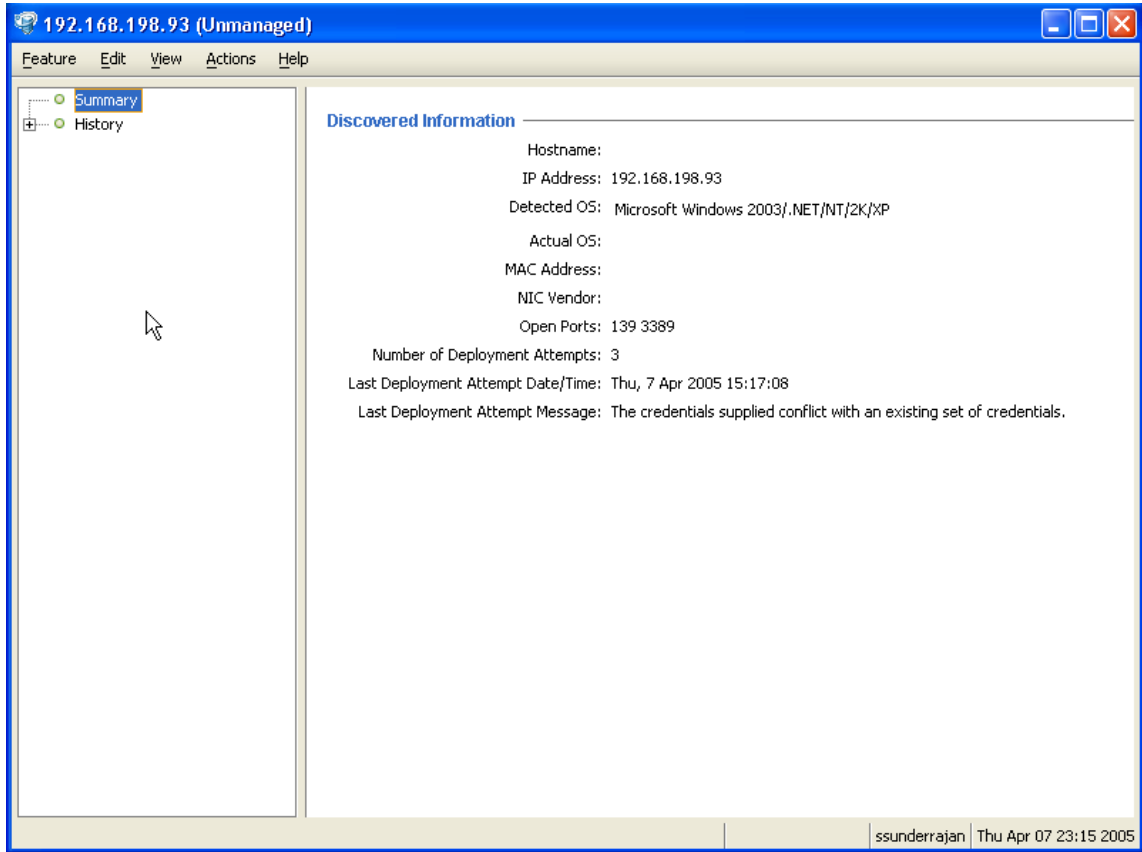 192.168.198.93 (Unmanaged)
Feature Edit View Actions Help
Summary
History
Discovered Information
Hostname:
IP Address: 192.168.198.93
Detected OS: Microsoft Windows 2003/.NET/NT/2K/XP
Actual OS:
MAC Address:
NIC Vendor:
Open Ports: 139 3389
Number of Deployment Attempts: 3
Last Deployment Attempt Date/Time: Thu, 7 Apr 2005 15:17:08
Last Deployment Attempt Message: The credentials supplied conflict with an existing set of credentials.
ssunderrajan Thu Apr 07 23:15 2005